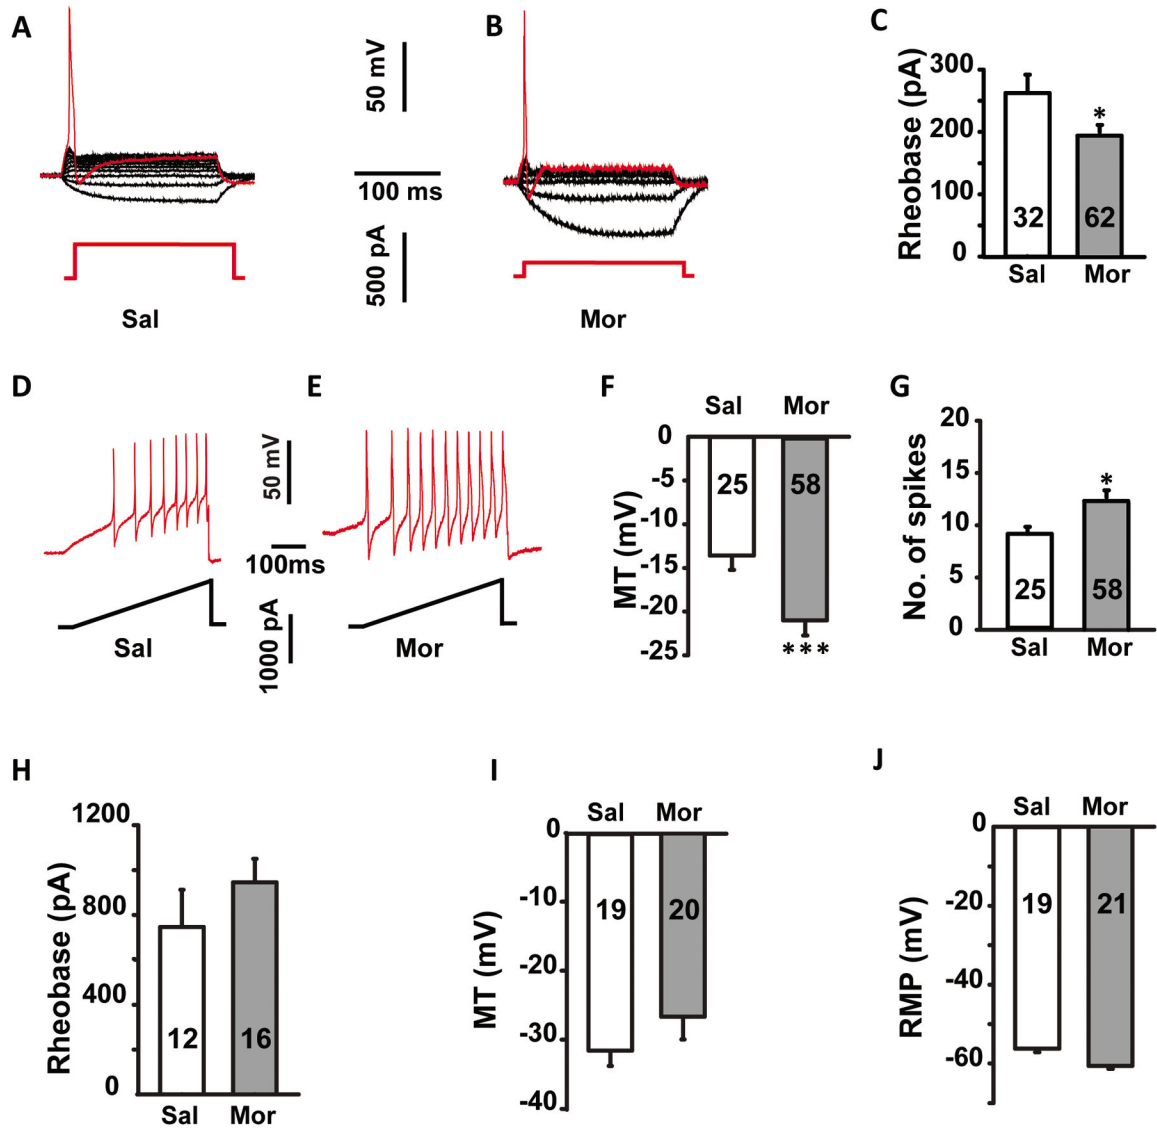 A
50 mV
100 ms
500 pA
Sal
B
Mor
C
Rheobase (pA)
300
200
100
0
32
62
*
Sal
Mor
D
Sal
50 mV
100ms
1000 pA
E
Mor
F
Sal
Mor
MT (mV)
0
-5
-10
-15
-20
-25
25
58
***
G
No. of spikes
20
15
10
5
0
25
58
*
Sal
Mor
H
Rheobase (pA)
1200
800
400
0
12
16
Sal
Mor
I
Sal
Mor
MT (mV)
0
-10
-20
-30
-40
19
20
J
Sal
Mor
RMP (mV)
0
-20
-40
-60
19
21